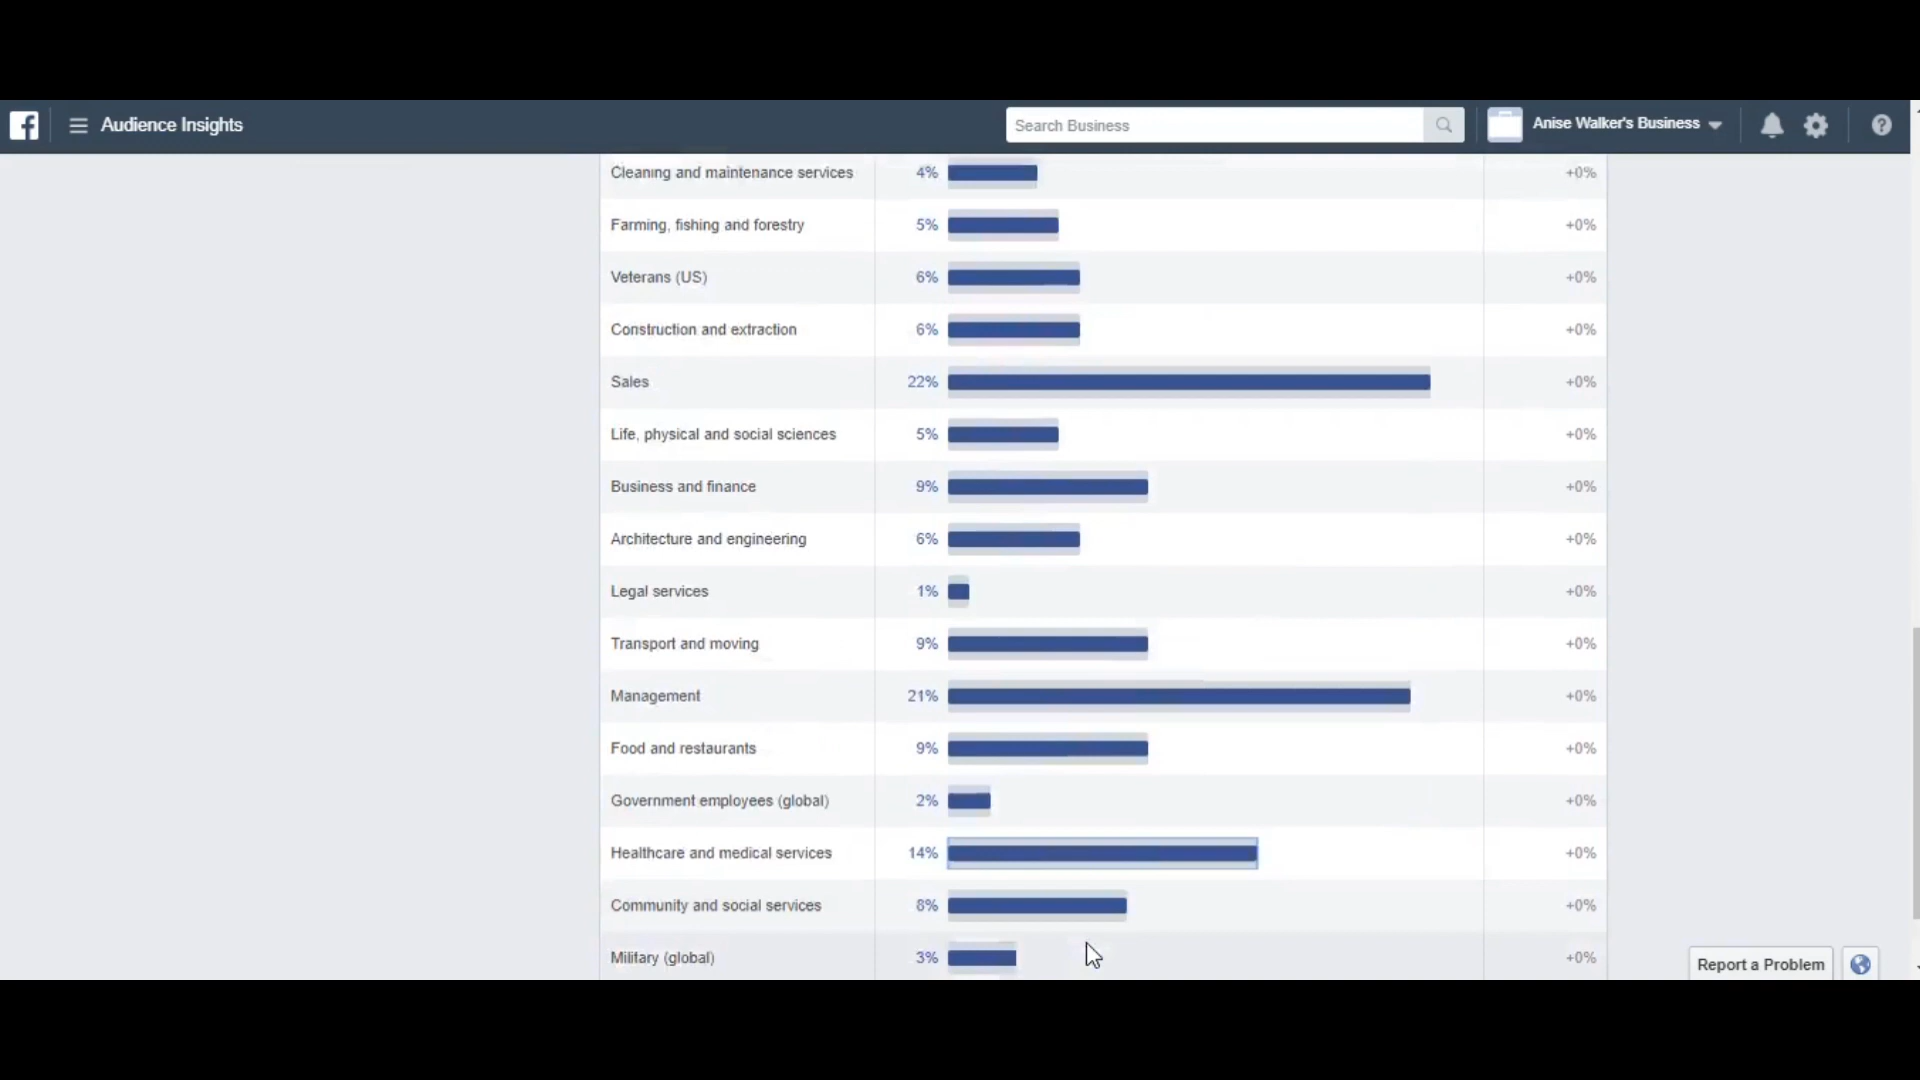 Audience Insights
Search Business
Anise Walker's Business
Cleaning and maintenance services 4% +0%
Farming, fishing and forestry 5% +0%
Veterans (US) 6% +0%
Construction and extraction 6% +0%
Sales 22% +0%
Life, physical and social sciences 5% +0%
Business and finance 9% +0%
Architecture and engineering 6% +0%
Legal services 1% +0%
Transport and moving 9% +0%
Management 21% +0%
Food and restaurants 9% +0%
Government employees (global) 2% +0%
Healthcare and medical services 14% +0%
Community and social services 8% +0%
Military (global) 3% +0%
Report a Problem